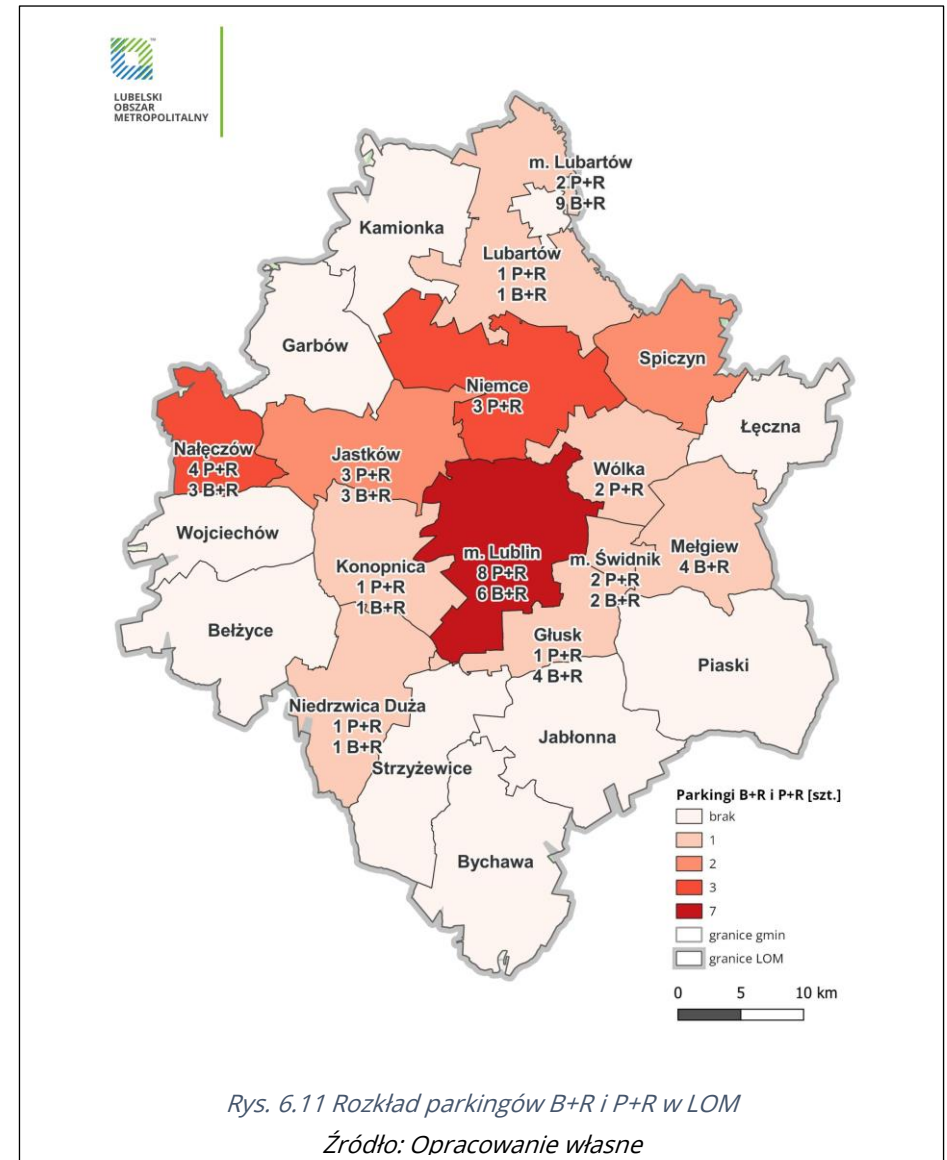 LUBELSKI
OBSZAR
METROPOLITALNY
m. Lubartów
2 P+R
9 B+R
Kamionka
Lubartów
1 P+R
1 B+R
Garbów
Spiczyn
Niemce
3 P+R
Łęczna
Nałęczów
4 P+R
3 B+R
Jastków
3 P+R
3 B+R
Wólka
2 P+R
Wojciechów
Konopnica
1 P+R
1 B+R
m. Lublin
8 P+R
6 B+R
m. Świdnik
2 P+R
2 B+R
Mełgiew
4 B+R
Bełżyce
Głusk
1 P+R
4 B+R
Piaski
Niedrzwica Duża
1 P+R
1 B+R
Jabłonna
Strzyżewice
Bychawa
Parkingi B+R i P+R [szt.]
brak
1
2
3
7
granice gmin
granice LOM
0 5 10 km
Rys. 6.11 Rozkład parkingów B+R i P+R w LOM
Źródło: Opracowanie własne